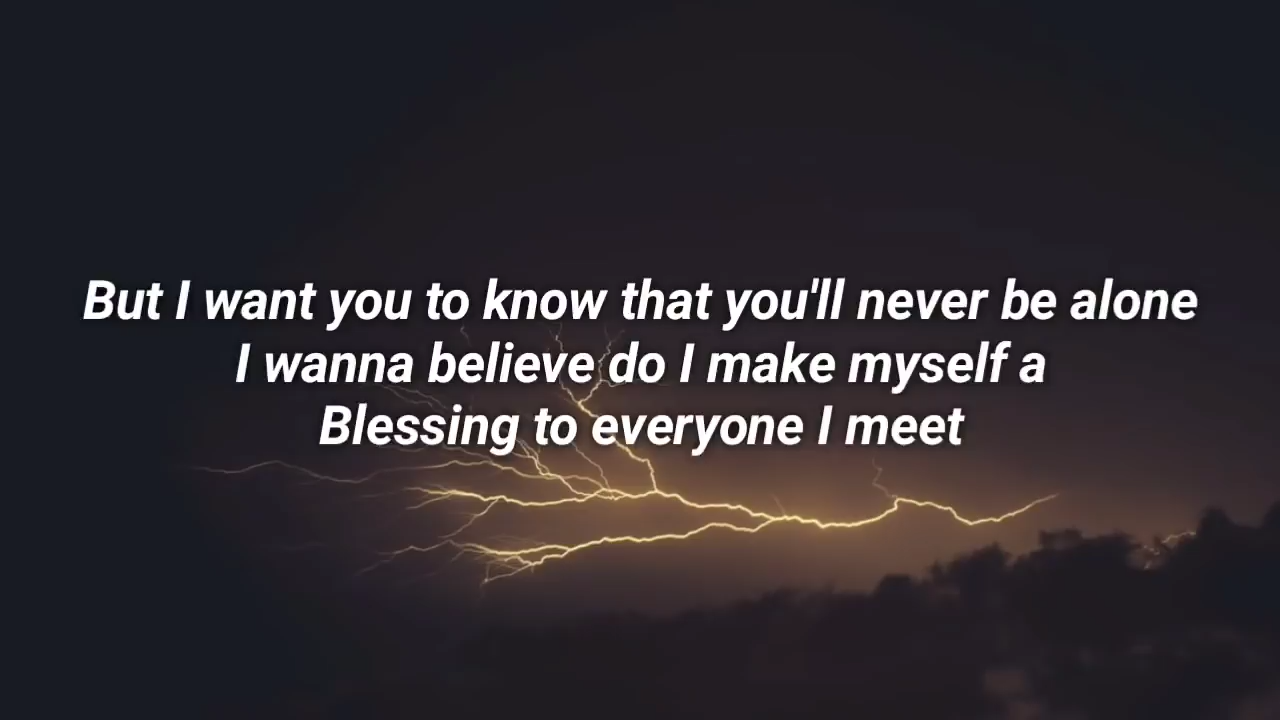 But I want you to know that you'll never be alone
I wanna believe do I make myself a
Blessing to everyone I meet